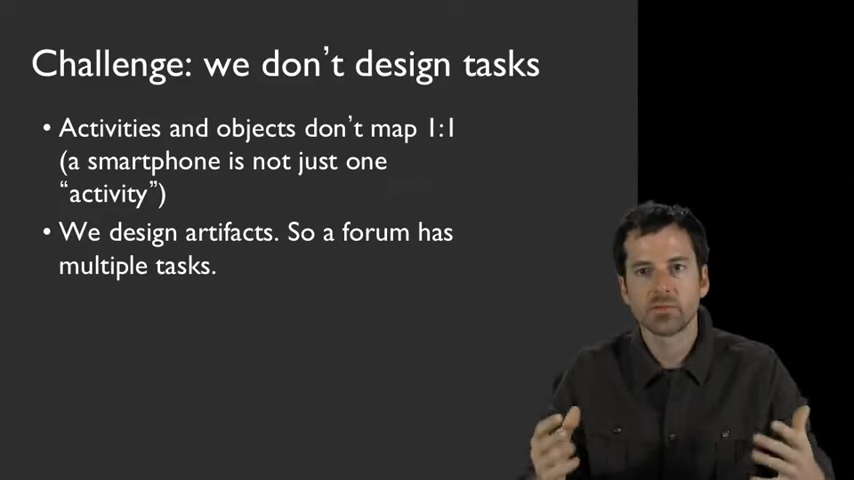 Challenge: we don't design tasks
• Activities and objects don't map 1:1
(a smartphone is not just one
“activity”)
• We design artifacts. So a forum has
multiple tasks.